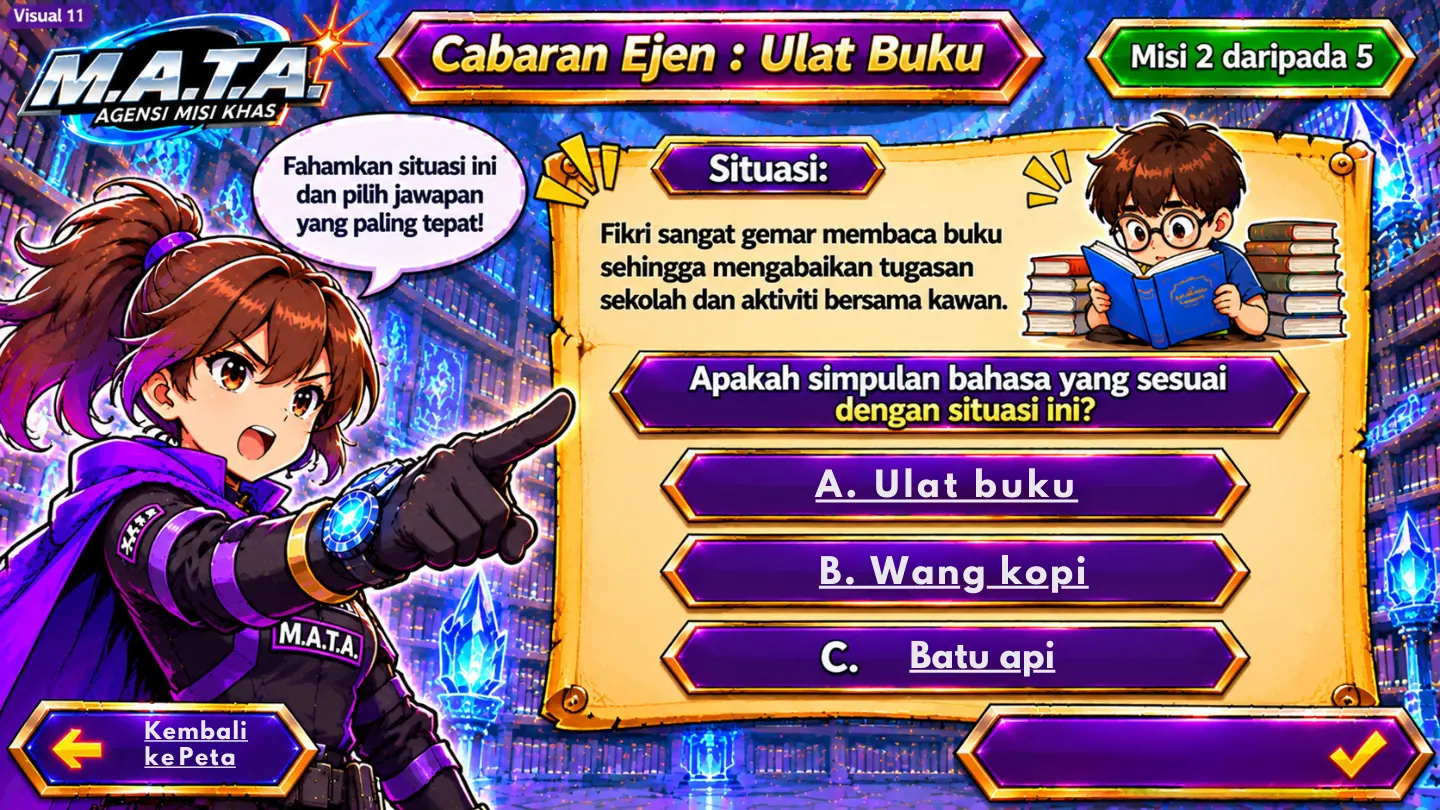 Visual 11
M.A.T.A.
AGENSI MISI KHAS
Cabaran Ejen : Ulat Buku
Misi 2 daripada 5
Fahamkan situasi ini
dan pilih jawapan
yang paling tepat!
Situasi:
Fikri sangat gemar membaca buku
sehingga mengabaikan tugasan
sekolah dan aktiviti bersama kawan.
Apakah simpulan bahasa yang sesuai
dengan situasi ini?
A. Ulat buku
B. Wang kopi
C. Batu api
M.A.T.A.
Kembali
ke Peta